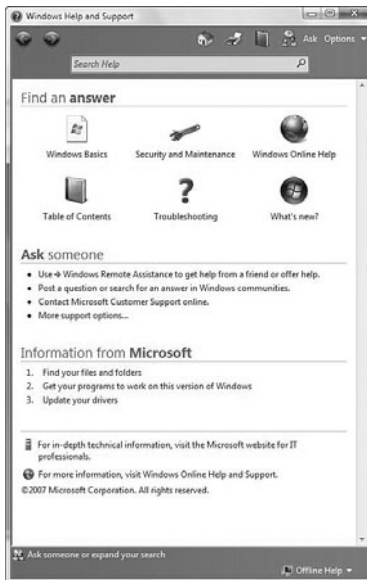 Windows Help and Support
Ask Options
Search Help
Find an answer
Windows Basics Security and Maintenance Windows Online Help
Table of Contents Troubleshooting What's new?
Ask someone
Use Windows Remote Assistance to get help from a friend or offer help.
Post a question or search for an answer in Windows communities.
Contact Microsoft Customer Support online.
More support options...
Information from Microsoft
1. Find your files and folders
2. Get your programs to work on this version of Windows
3. Update your drivers
For in-depth technical information, visit the Microsoft website for IT
professionals.
For more information, visit Windows Online Help and Support.
©2007 Microsoft Corporation. All rights reserved.
Ask someone or expand your search
Offline Help